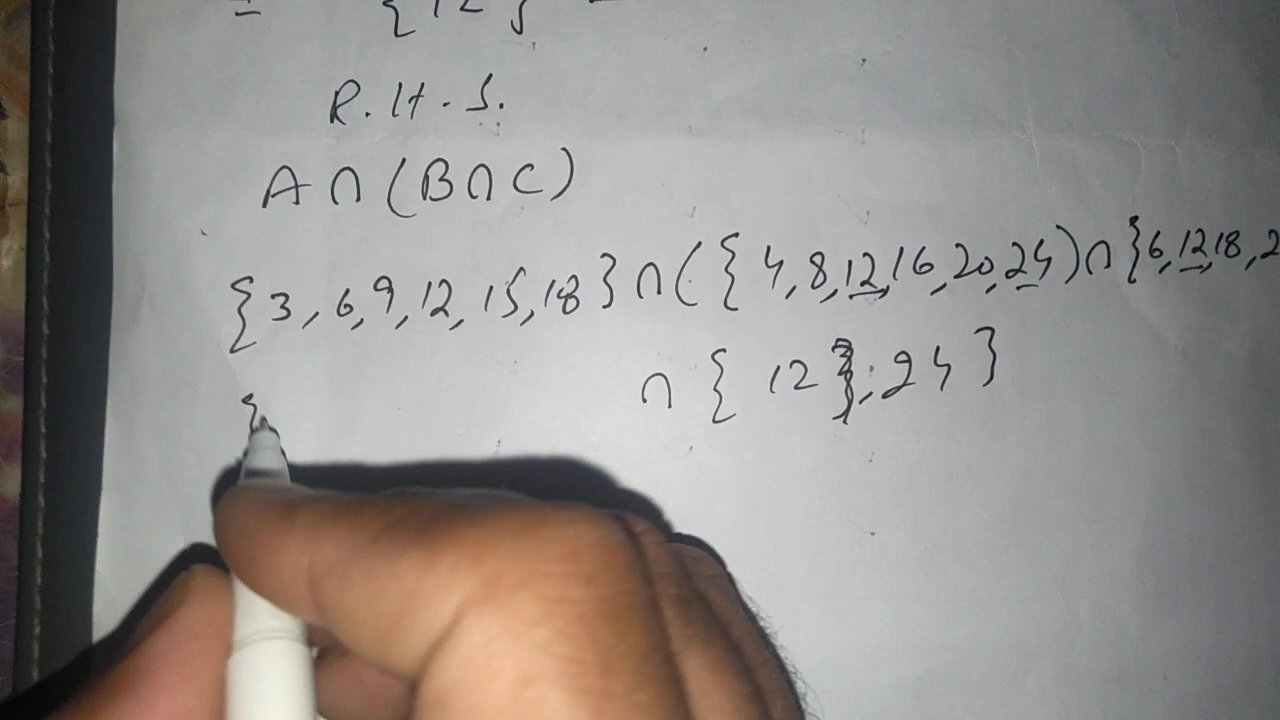 = {12} =
R.H.S.
A∩(B∩C)
{3,6,9,12,15,18}∩({4,8,12,16,20,24)∩{6,12,18,2
∩{12},24}
{